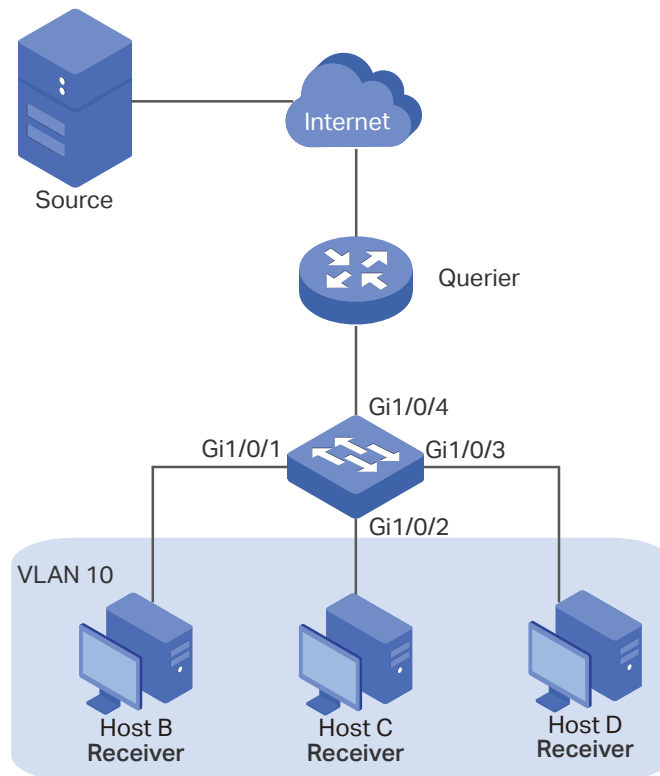 Internet
Source
Querier
Gi1/0/4
Gi1/0/1
Gi1/0/3
Gi1/0/2
VLAN 10
Host B
Receiver
Host C
Receiver
Host D
Receiver